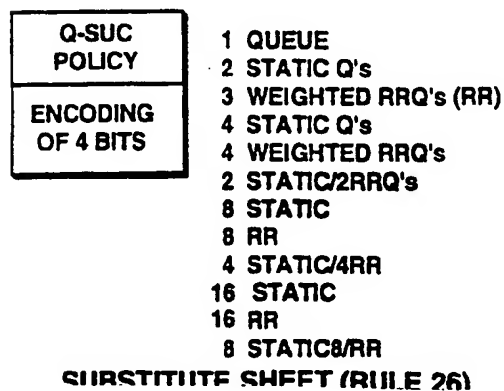 Q-SUC
POLICY
ENCODING
OF 4 BITS
1 QUEUE
2 STATIC Q's
3 WEIGHTED RRQ's (RR)
4 STATIC Q's
4 WEIGHTED RRQ's
2 STATIC/2RRQ's
8 STATIC
8 RR
4 STATIC/4RR
16 STATIC
16 RR
8 STATIC8/RR
SUBSTITUTE SHEET (RULE 26)